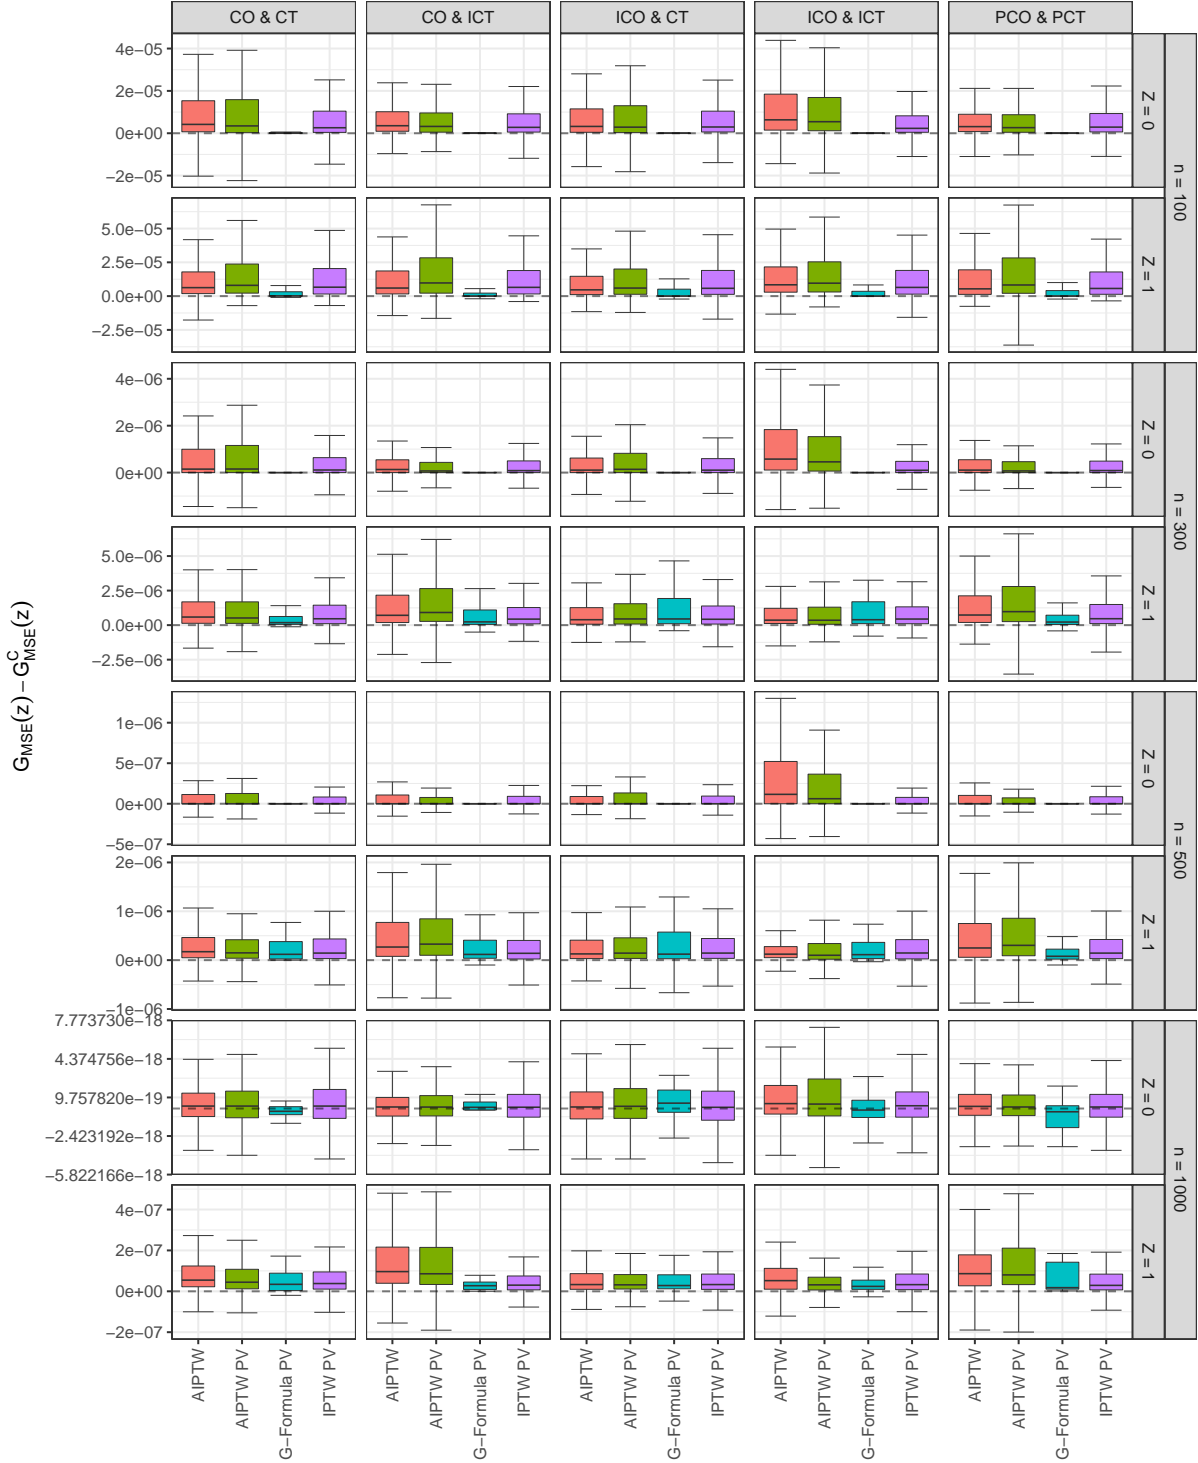 CO & CT
CO & ICT
ICO & CT
ICO & ICT
PCO & PCT
4e−05
2e−05
0e+00
−2e−05
Z = 0
n = 100
5.0e−05
2.5e−05
0.0e+00
−2.5e−05
Z = 1
4e−06
2e−06
0e+00
Z = 0
n = 300
5.0e−06
2.5e−06
0.0e+00
−2.5e−06
Z = 1
G_MSE(z) − G^C_MSE(z)
1e−06
5e−07
0e+00
−5e−07
Z = 0
n = 500
2e−06
1e−06
0e+00
−1e−06
Z = 1
7.773730e−18
4.374756e−18
9.757820e−19
−2.423192e−18
−5.822166e−18
Z = 0
n = 1000
4e−07
2e−07
0e+00
−2e−07
Z = 1
AIPTW
AIPTW PV
G−Formula PV
IPTW PV
AIPTW
AIPTW PV
G−Formula PV
IPTW PV
AIPTW
AIPTW PV
G−Formula PV
IPTW PV
AIPTW
AIPTW PV
G−Formula PV
IPTW PV
AIPTW
AIPTW PV
G−Formula PV
IPTW PV